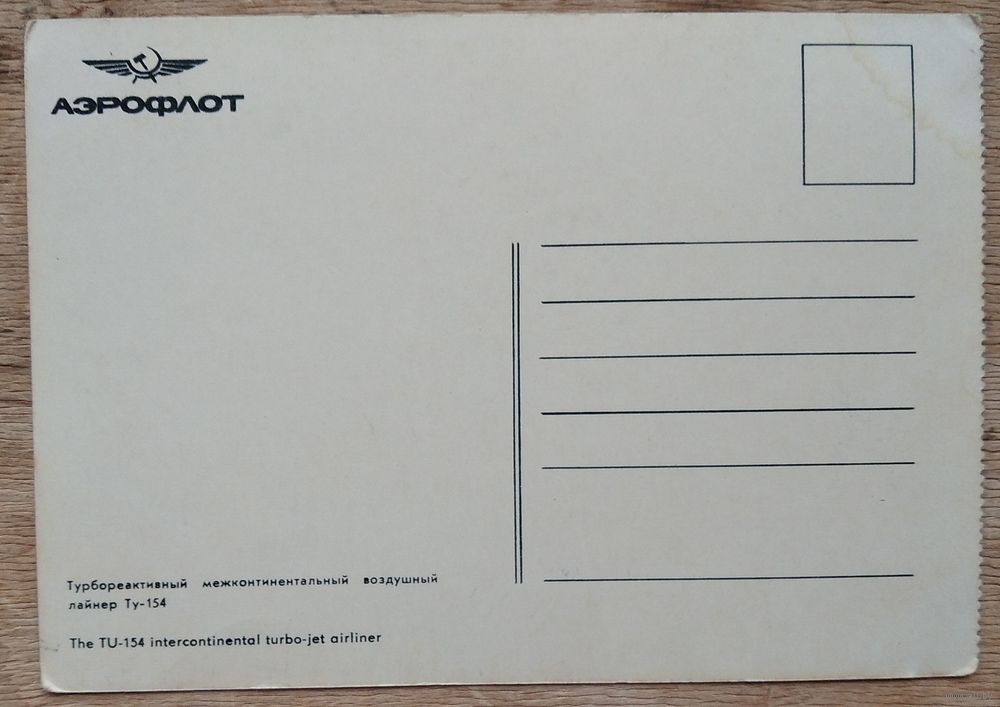 АЭРОФЛОТ
Турбореактивный межконтинентальный воздушный
лайнер Ту-154
The TU-154 intercontinental turbo-jet airliner